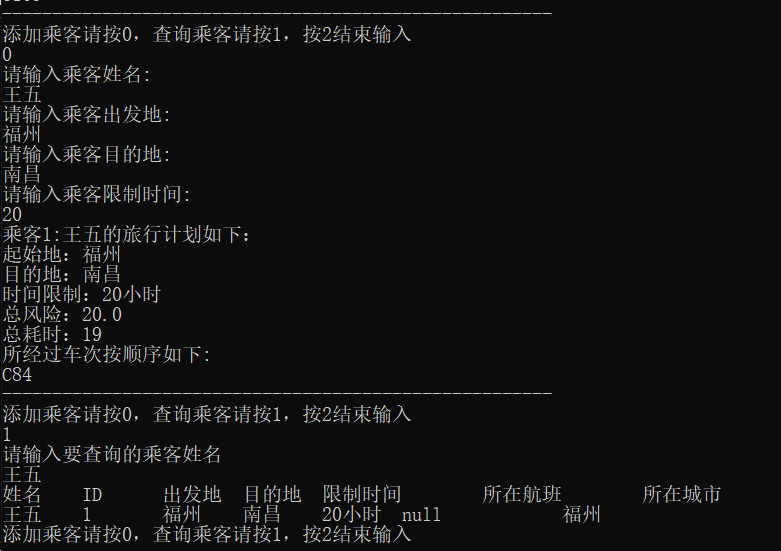 ------------------------------------------------------
添加乘客请按0，查询乘客请按1，按2结束输入
0
请输入乘客姓名:
王五
请输入乘客出发地:
福州
请输入乘客目的地:
南昌
请输入乘客限制时间:
20
乘客1:王五的旅行计划如下：
起始地：福州
目的地：南昌
时间限制：20小时
总风险：20.0
总耗时：19
所经过车次按顺序如下:
C84
------------------------------------------------------
添加乘客请按0，查询乘客请按1，按2结束输入
1
请输入要查询的乘客姓名
王五
姓名    ID      出发地  目的地  限制时间        所在航班        所在城市
王五    1       福州    南昌    20小时  null            福州
添加乘客请按0，查询乘客请按1，按2结束输入